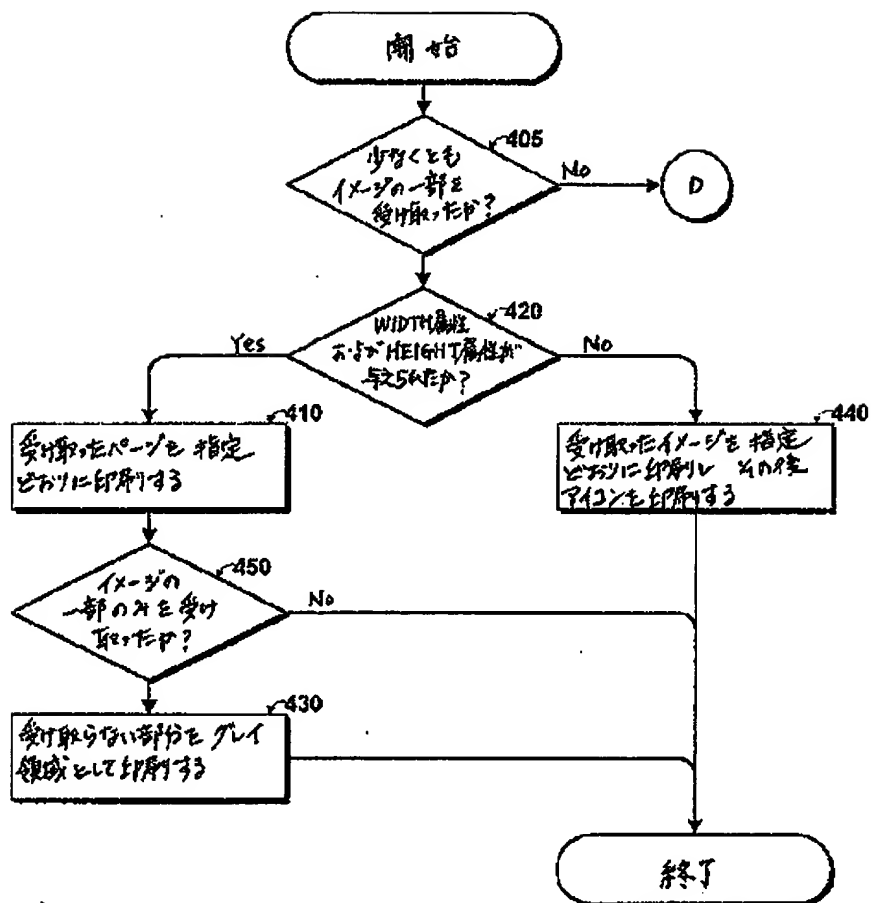 開始
405
少なくとも
イメージの一部を
受け取ったか?
No
D
420
WIDTH属性
およびHEIGHT属性が
与えられたか?
Yes
No
410
受け取ったページを指定
どおりに印刷する
440
受け取ったイメージを指定
どおりに印刷し その後
アイコンを印刷する
450
イメージの
一部のみを受け
取ったか?
No
430
受け取らない部分をグレイ
領域として印刷する
終了